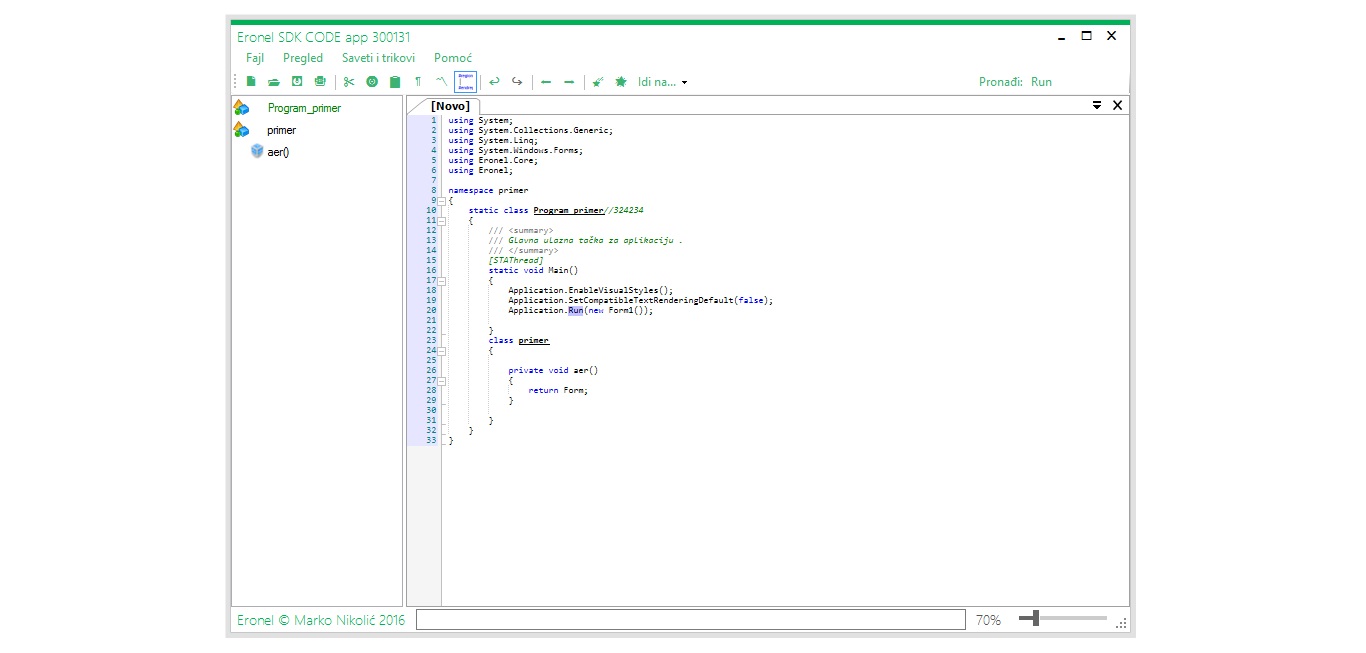 Eronel SDK CODE app 300131
Fajl Pregled Saveti i trikovi Pomoć
Idi na... Pronađi: Run
Program_primer
primer
aer()
[Novo]
1 using System;
2 using System.Collections.Generic;
3 using System.Linq;
4 using System.Windows.Forms;
5 using Eronel.Core;
6 using Eronel;
7
8 namespace primer
9 {
10 static class Program_primer//324234
11 {
12 /// <summary>
13 /// Glavna ulazna tačka za aplikaciju .
14 /// </summary>
15 [STAThread]
16 static void Main()
17 {
18 Application.EnableVisualStyles();
19 Application.SetCompatibleTextRenderingDefault(false);
20 Application.Run(new Form1());
21
22 }
23 class primer
24 {
25
26 private void aer()
27 {
28 return Form;
29 }
30
31 }
32 }
33 }
Eronel © Marko Nikolić 2016 70%